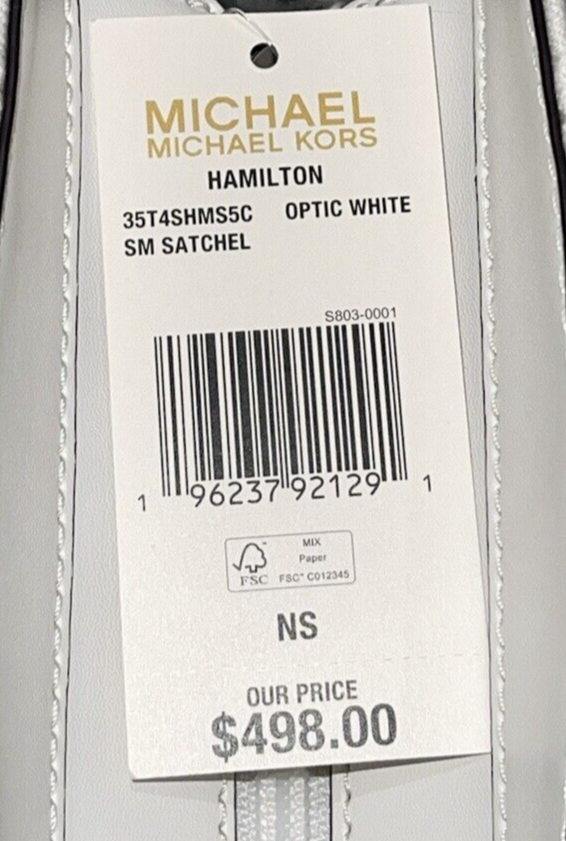 MICHAEL
MICHAEL KORS
HAMILTON
35T4SHMS5C OPTIC WHITE
SM SATCHEL
S803-0001
1 96237 92129 1
MIX
Paper
FSC FSC® C012345
NS
OUR PRICE
$498.00